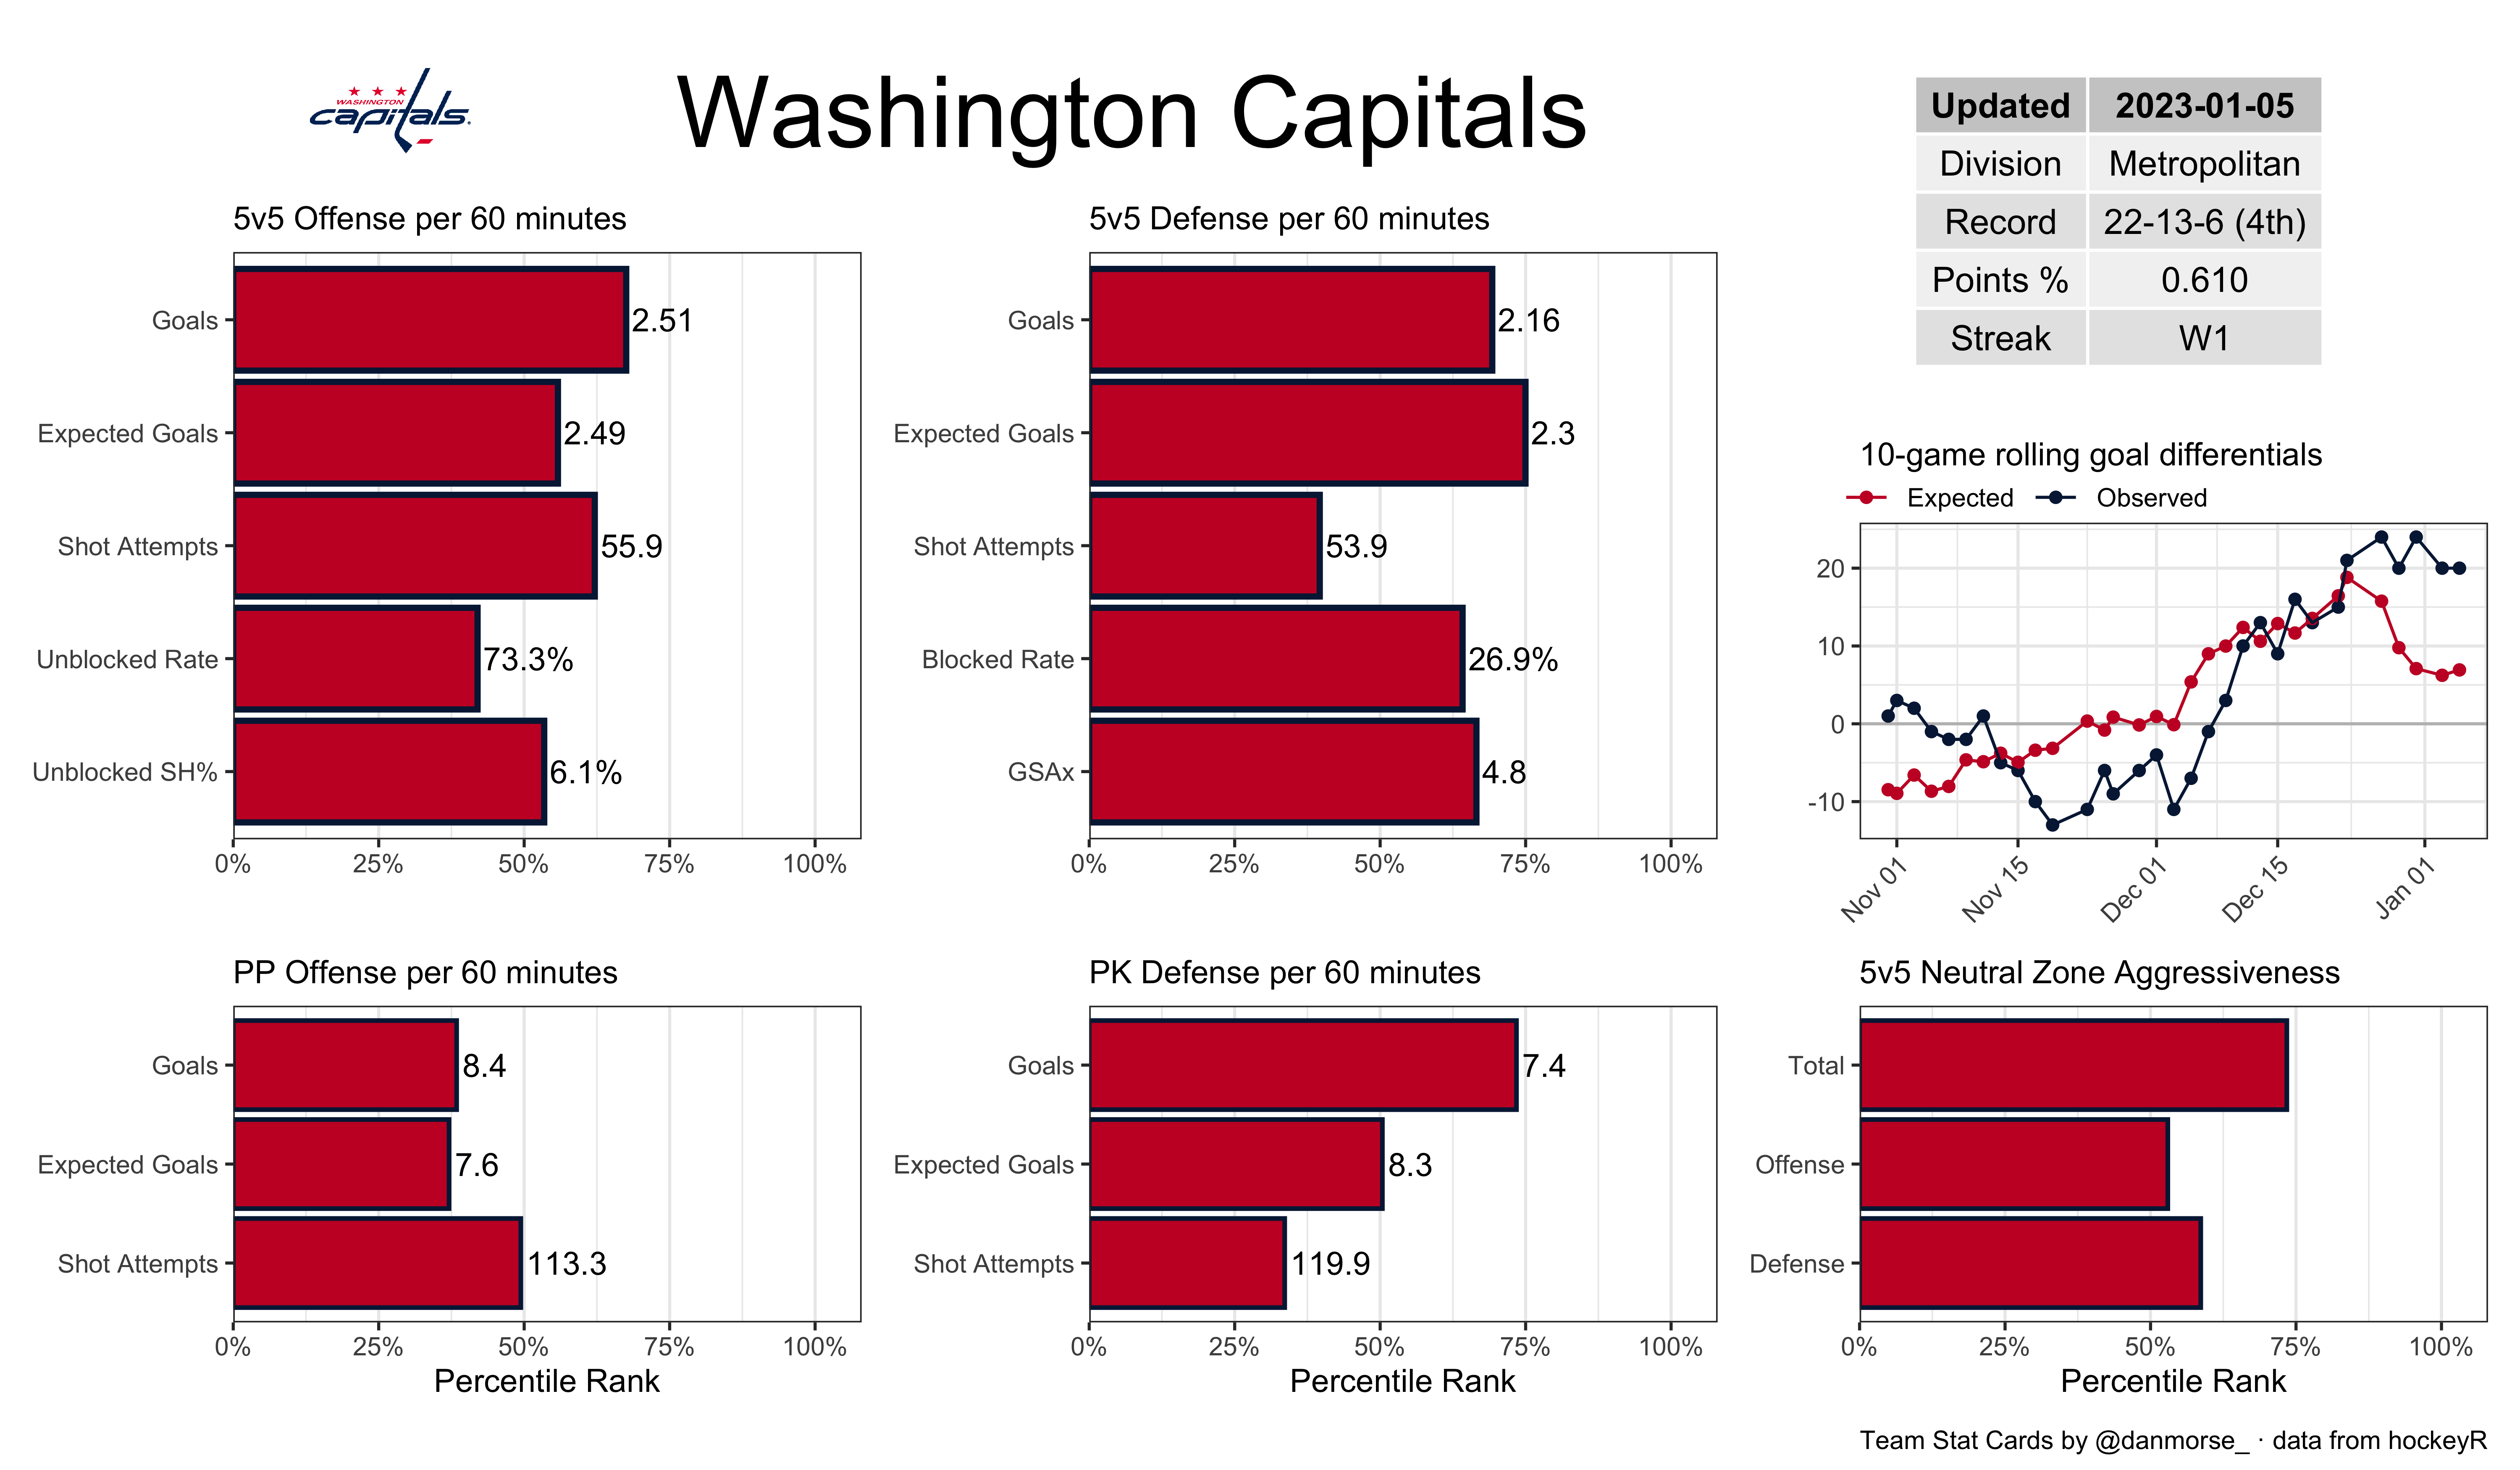 WASHINGTON
capitals.
Washington Capitals
Updated 2023-01-05
Division Metropolitan
Record 22-13-6 (4th)
Points % 0.610
Streak W1
5v5 Offense per 60 minutes
Goals 2.51
Expected Goals 2.49
Shot Attempts 55.9
Unblocked Rate 73.3%
Unblocked SH% 6.1%
0% 25% 50% 75% 100%
5v5 Defense per 60 minutes
Goals 2.16
Expected Goals 2.3
Shot Attempts 53.9
Blocked Rate 26.9%
GSAx 4.8
0% 25% 50% 75% 100%
10-game rolling goal differentials
Expected Observed
20
10
0
-10
Nov 01 Nov 15 Dec 01 Dec 15 Jan 01
PP Offense per 60 minutes
Goals 8.4
Expected Goals 7.6
Shot Attempts 113.3
0% 25% 50% 75% 100%
Percentile Rank
PK Defense per 60 minutes
Goals 7.4
Expected Goals 8.3
Shot Attempts 119.9
0% 25% 50% 75% 100%
Percentile Rank
5v5 Neutral Zone Aggressiveness
Total
Offense
Defense
0% 25% 50% 75% 100%
Percentile Rank
Team Stat Cards by @danmorse_ · data from hockeyR